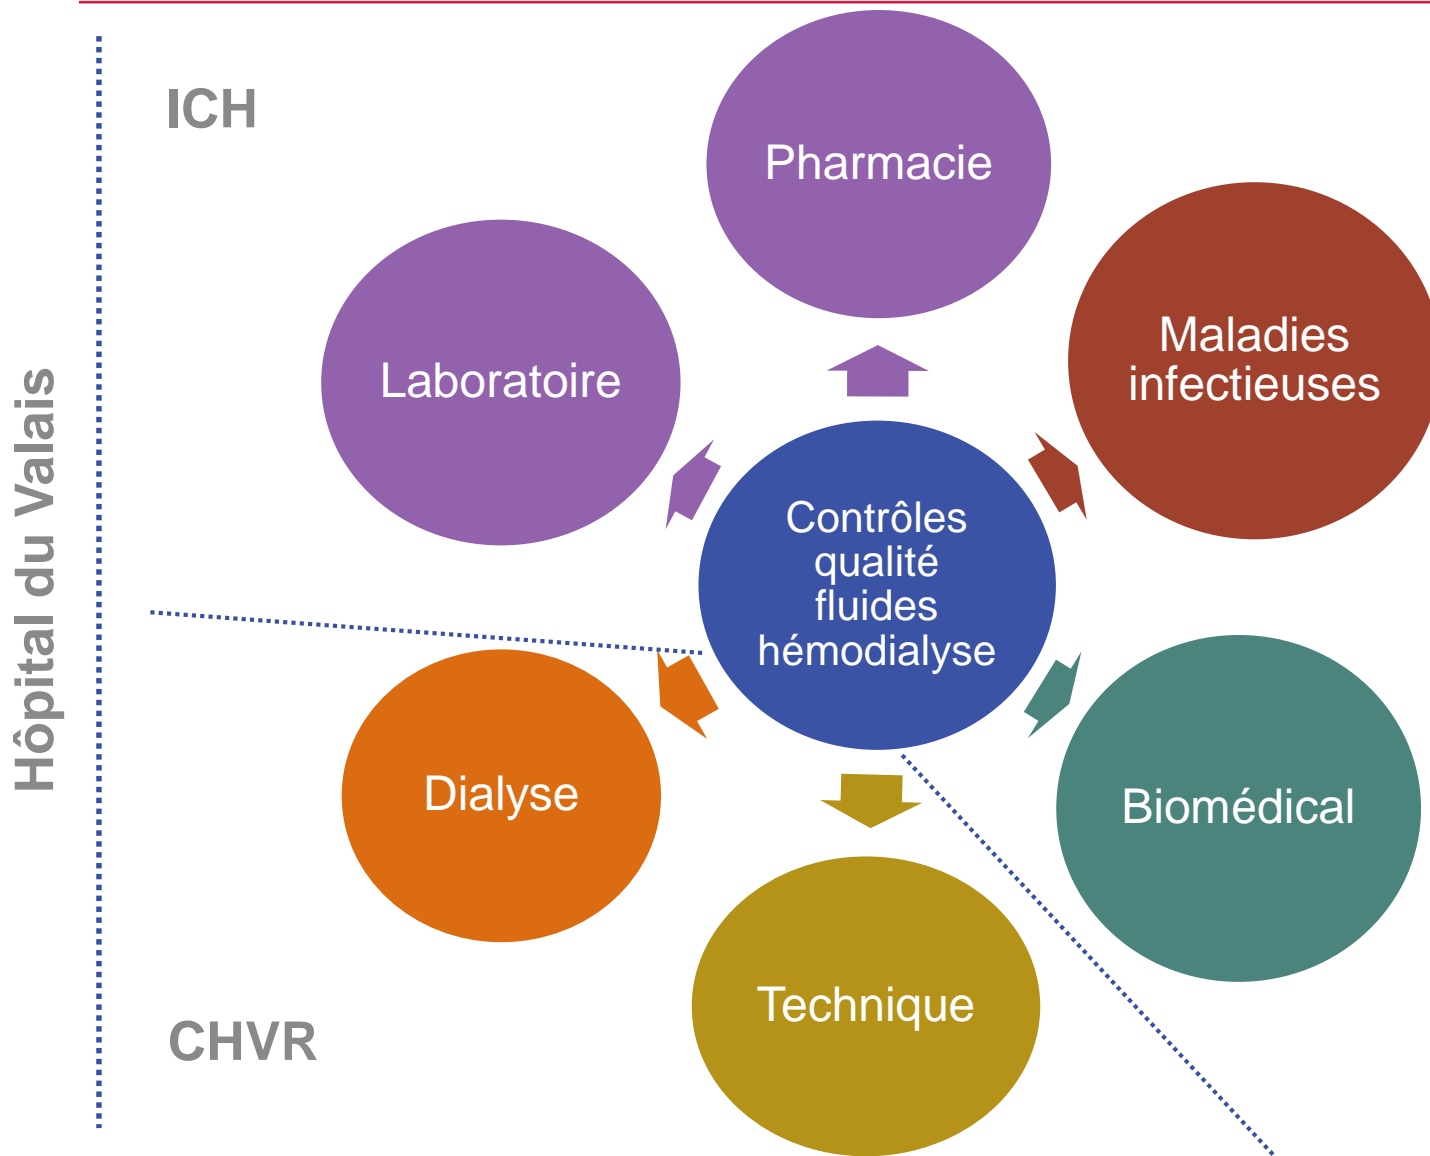 Hôpital du Valais
ICH
Pharmacie
Maladies
infectieuses
Laboratoire
Contrôles
qualité
fluides
hémodialyse
Dialyse
Biomédical
Technique
CHVR